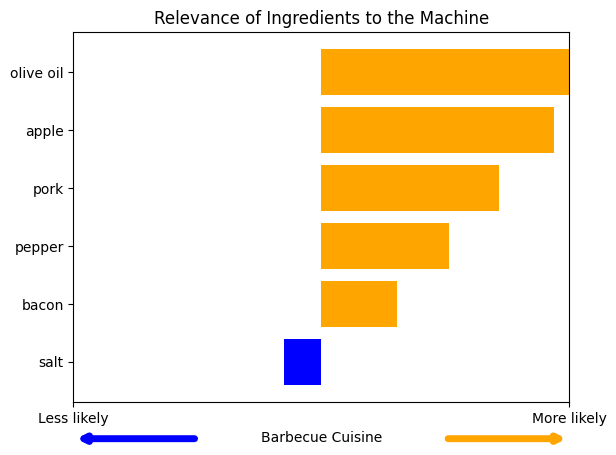 Relevance of Ingredients to the Machine
olive oil
apple
pork
pepper
bacon
salt
Less likely
More likely
Barbecue Cuisine